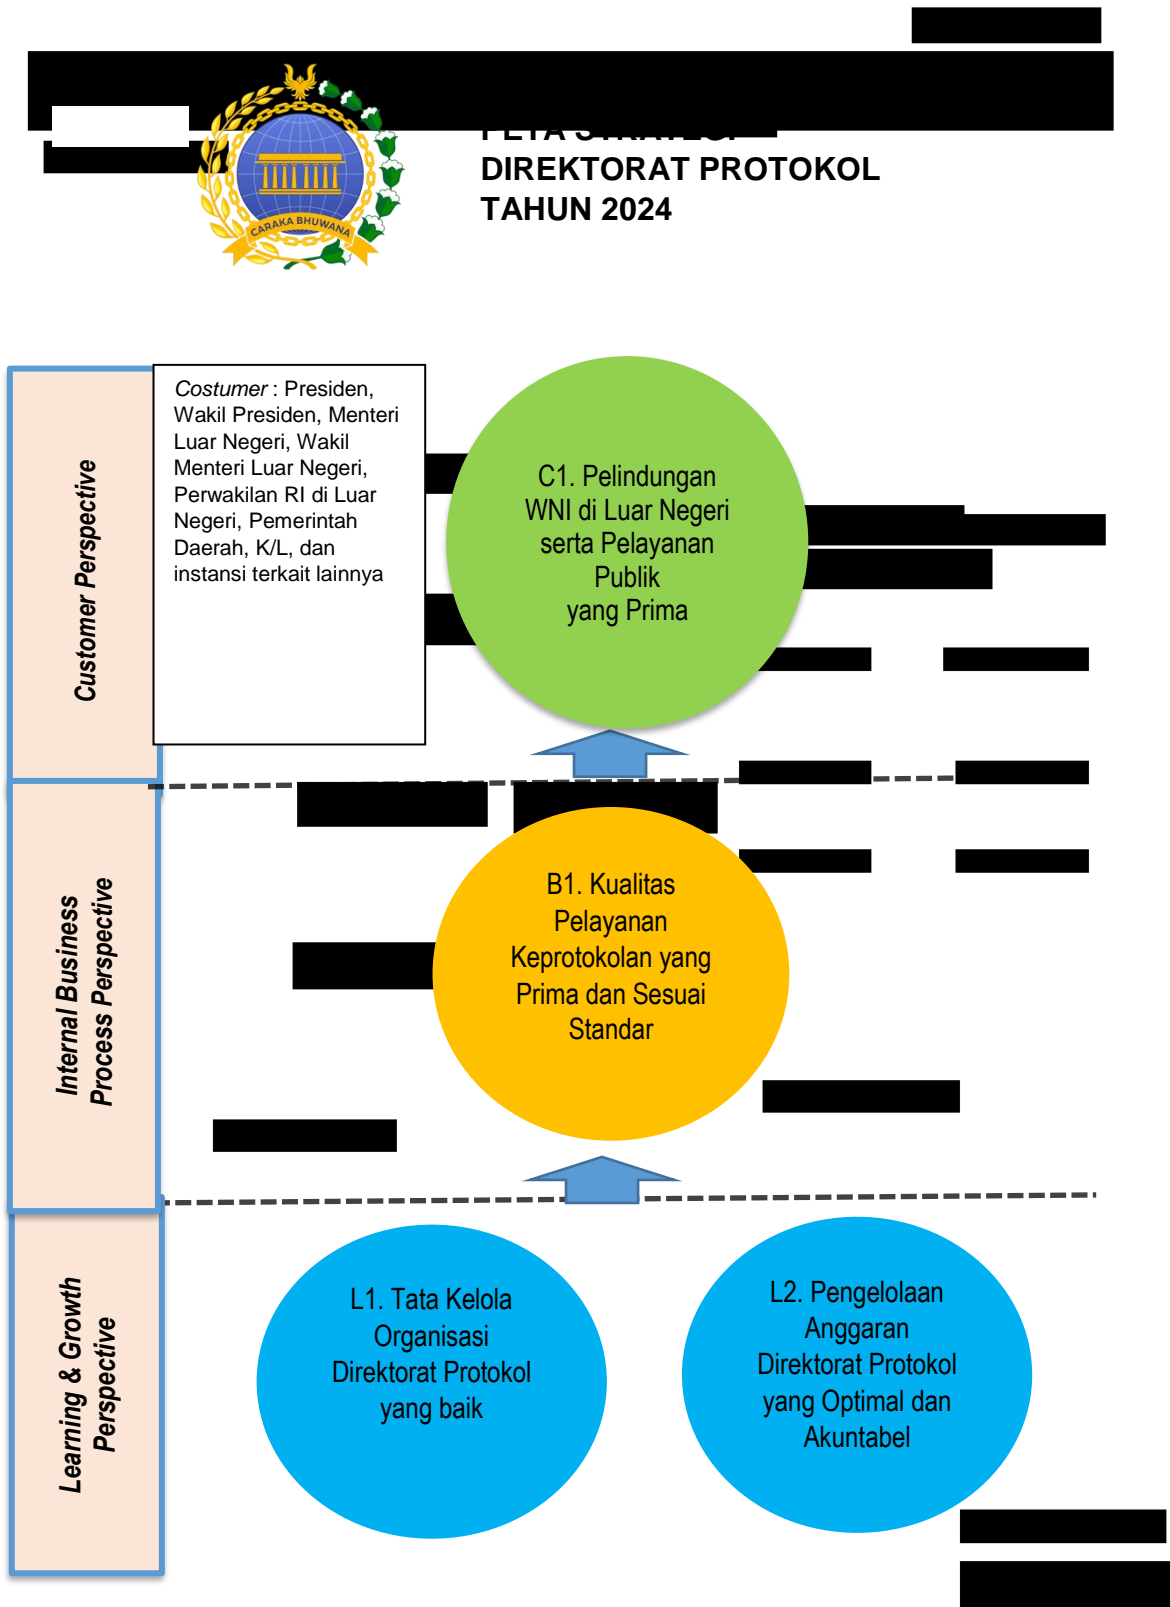 PETA STRATEGI
DIREKTORAT PROTOKOL
TAHUN 2024
CARAKA BHUWANA
Customer Perspective
Costumer : Presiden,
Wakil Presiden, Menteri
Luar Negeri, Wakil
Menteri Luar Negeri,
Perwakilan RI di Luar
Negeri, Pemerintah
Daerah, K/L, dan
instansi terkait lainnya
C1. Pelindungan
WNI di Luar Negeri
serta Pelayanan
Publik
yang Prima
Internal Business
Process Perspective
B1. Kualitas
Pelayanan
Keprotokolan yang
Prima dan Sesuai
Standar
Learning & Growth
Perspective
L1. Tata Kelola
Organisasi
Direktorat Protokol
yang baik
L2. Pengelolaan
Anggaran
Direktorat Protokol
yang Optimal dan
Akuntabel